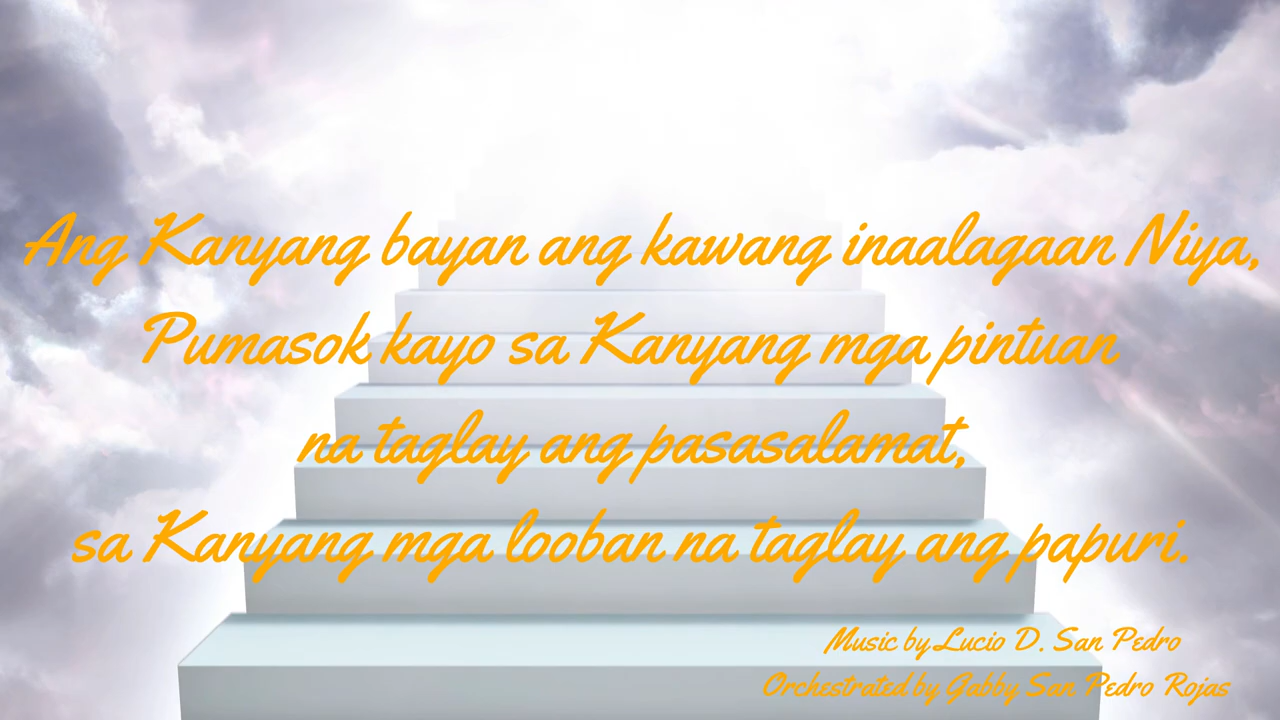 Ang Kanyang bayan ang kawang inaalagaan Niya,
Pumasok kayo sa Kanyang mga pintuan
na taglay ang pasasalamat,
sa Kanyang mga looban na taglay ang papuri.
Music by Lucio D. San Pedro
Orchestrated by Gabby San Pedro Rojas